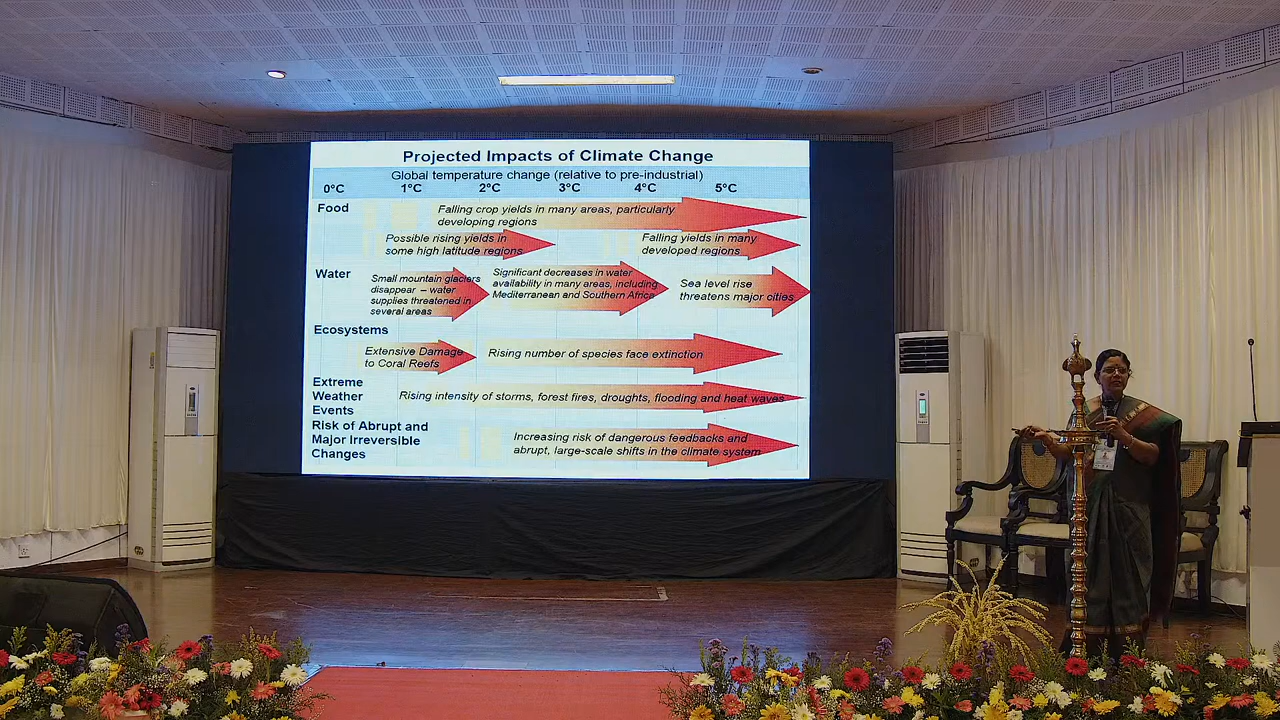 Projected Impacts of Climate Change
Global temperature change (relative to pre-industrial)
0°C 1°C 2°C 3°C 4°C 5°C
Food
Falling crop yields in many areas, particularly
developing regions
Possible rising yields in
some high latitude regions
Falling yields in many
developed regions
Water
Small mountain glaciers
disappear – water
supplies threatened in
several areas
Significant decreases in water
availability in many areas, including
Mediterranean and Southern Africa
Sea level rise
threatens major cities
Ecosystems
Extensive Damage
to Coral Reefs
Rising number of species face extinction
Extreme
Weather
Events
Rising intensity of storms, forest fires, droughts, flooding and heat waves
Risk of Abrupt and
Major Irreversible
Changes
Increasing risk of dangerous feedbacks and
abrupt, large-scale shifts in the climate system